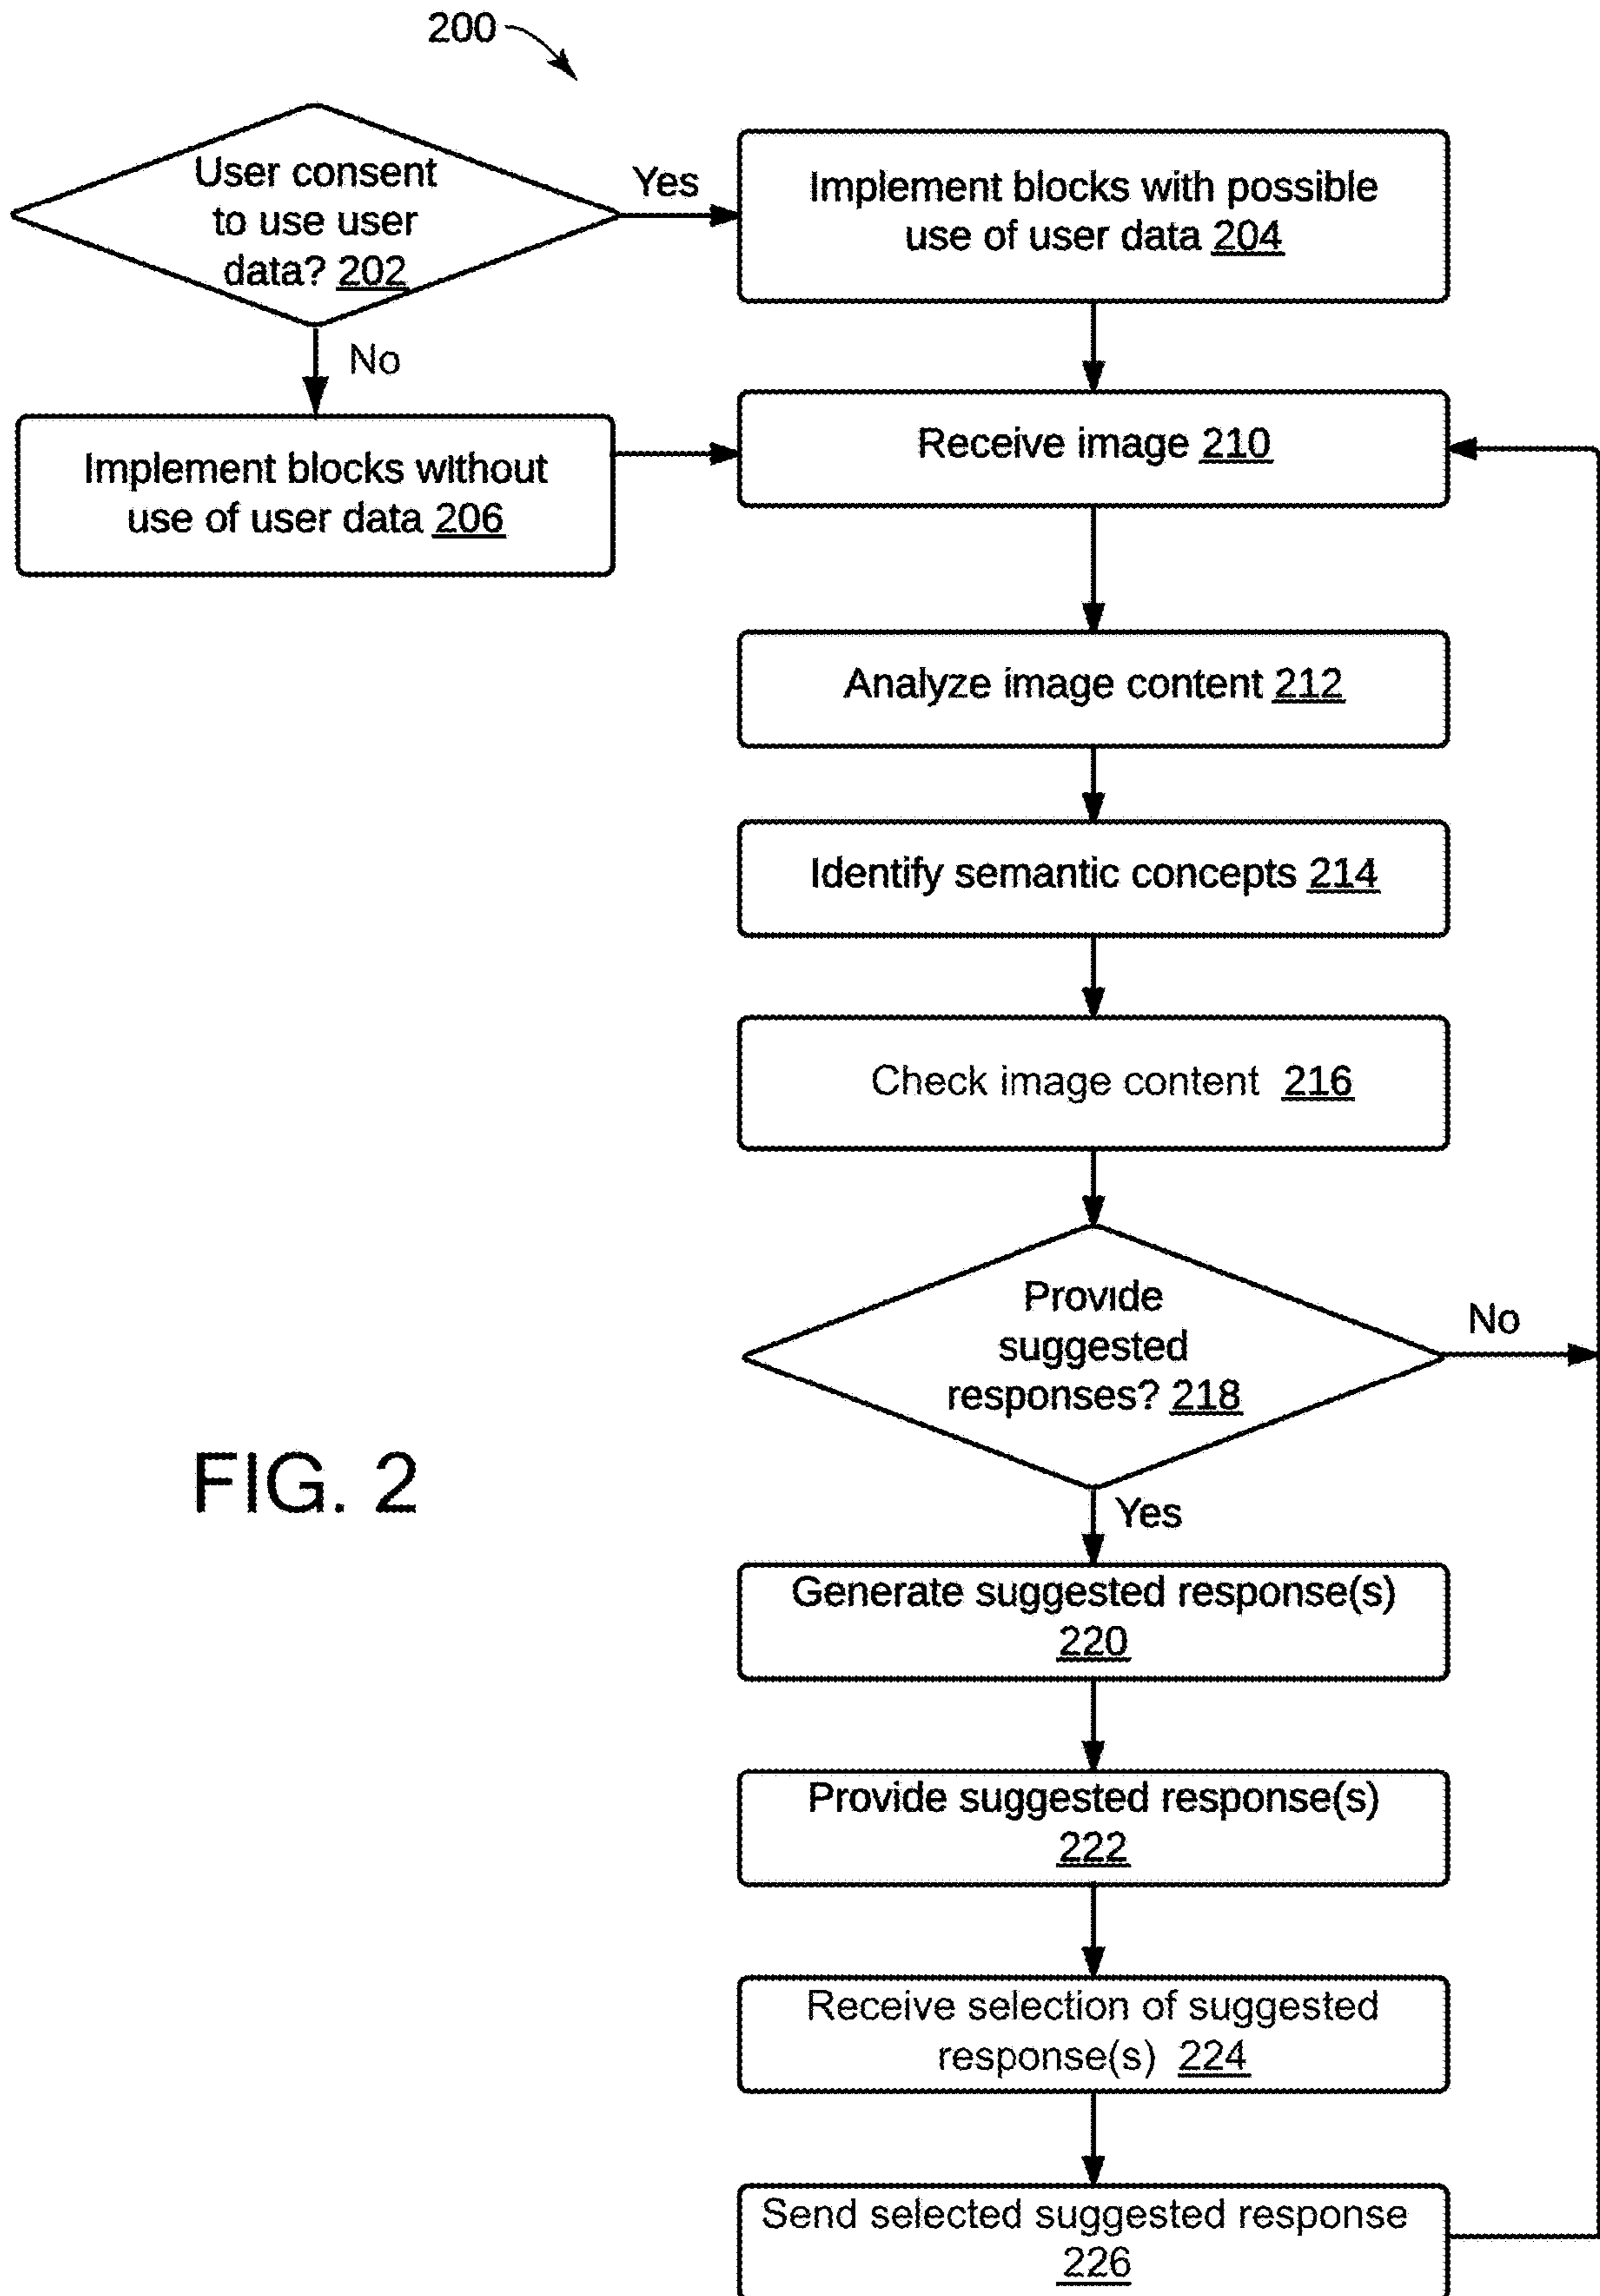 200
User consent
to use user
data? 202
Yes
Implement blocks with possible
use of user data 204
No
Implement blocks without
use of user data 206
Receive image 210
Analyze image content 212
Identify semantic concepts 214
Check image content 216
Provide
suggested
responses? 218
No
Yes
FIG. 2
Generate suggested response(s)
220
Provide suggested response(s)
222
Receive selection of suggested
response(s) 224
Send selected suggested response
226